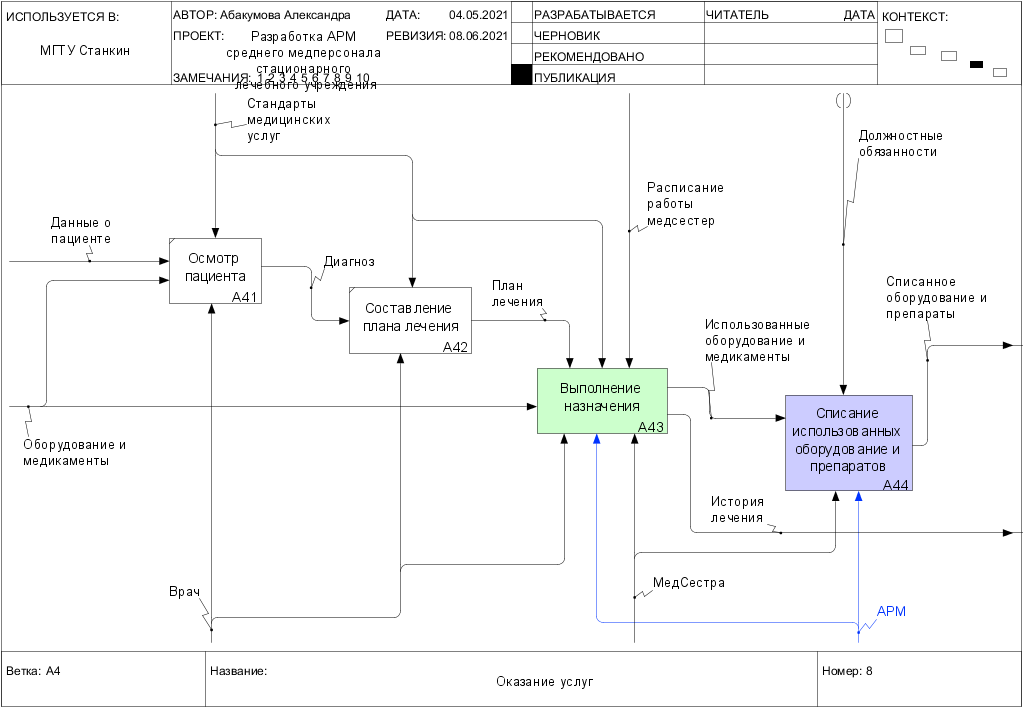 ИСПОЛЬЗУЕТСЯ В:
МГТУ Станкин
АВТОР: Абакумова Александра
ДАТА: 04.05.2021
ПРОЕКТ: Разработка АРМ
среднего медперсонала
стационарного
лечебного учреждения
РЕВИЗИЯ: 08.06.2021
ЗАМЕЧАНИЯ: 1 2 3 4 5 6 7 8 9 10
РАЗРАБАТЫВАЕТСЯ
ЧЕРНОВИК
РЕКОМЕНДОВАНО
ПУБЛИКАЦИЯ
ЧИТАТЕЛЬ
ДАТА
КОНТЕКСТ:
Стандарты
медицинских
услуг
Должностные
обязанности
Расписание
работы
медсестер
Данные о
пациенте
Осмотр
пациента
A41
Диагноз
Составление
плана лечения
A42
План
лечения
Списанное
оборудование и
препараты
Использованные
оборудование и
медикаменты
Выполнение
назначения
A43
Списание
использованных
оборудование и
препаратов
A44
Оборудование и
медикаменты
История
лечения
Врач
МедСестра
АРМ
Ветка: A4
Название:
Оказание услуг
Номер: 8